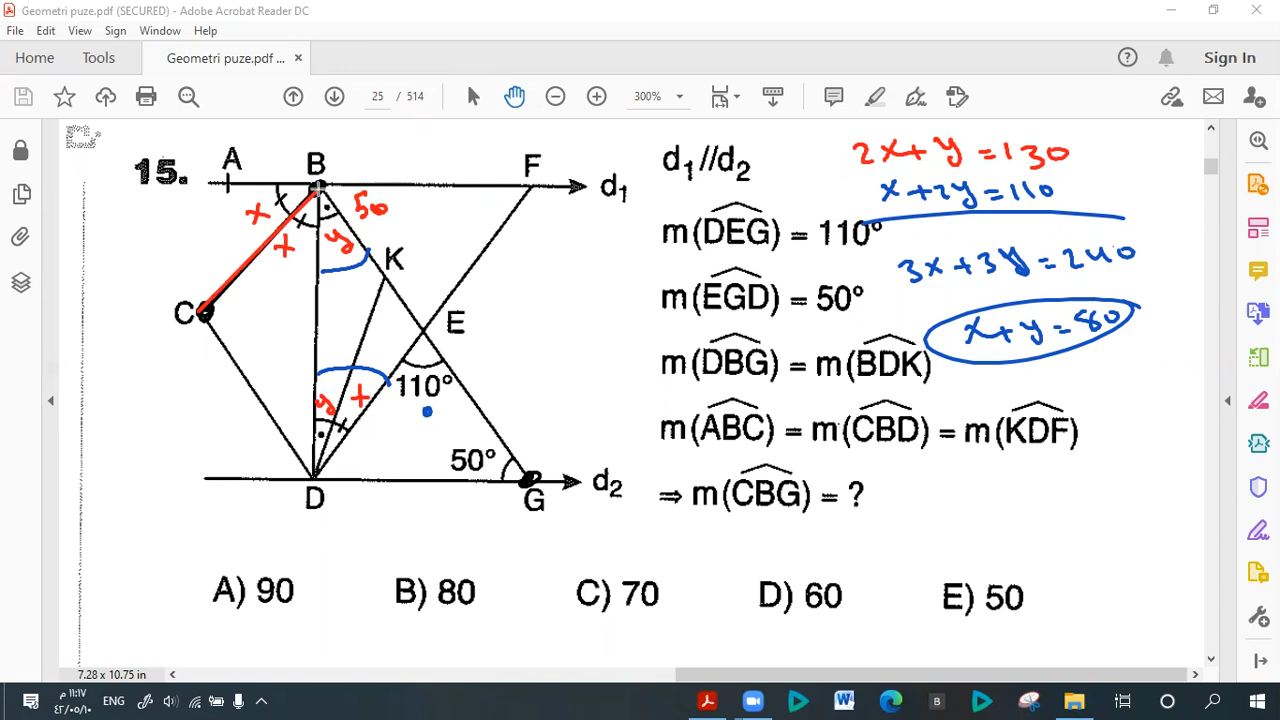 Geometri puze.pdf (SECURED) - Adobe Acrobat Reader DC
File Edit View Sign Window Help
Home Tools Geometri puze.pdf ... × Sign In
25 / 514 300%
15.
A B F d₁
x x y 50
K
C
E
110°
y x
50°
D G d₂
d₁//d₂
m(DEG) = 110°
m(EGD) = 50°
m(DBG) = m(BDK)
m(ABC) = m(CBD) = m(KDF)
⇒ m(CBG) = ?
2x+y=130
x+2y=110
3x+3y=240
x+y=80
A) 90 B) 80 C) 70 D) 60 E) 50
7.28 x 10.75 in
ENG